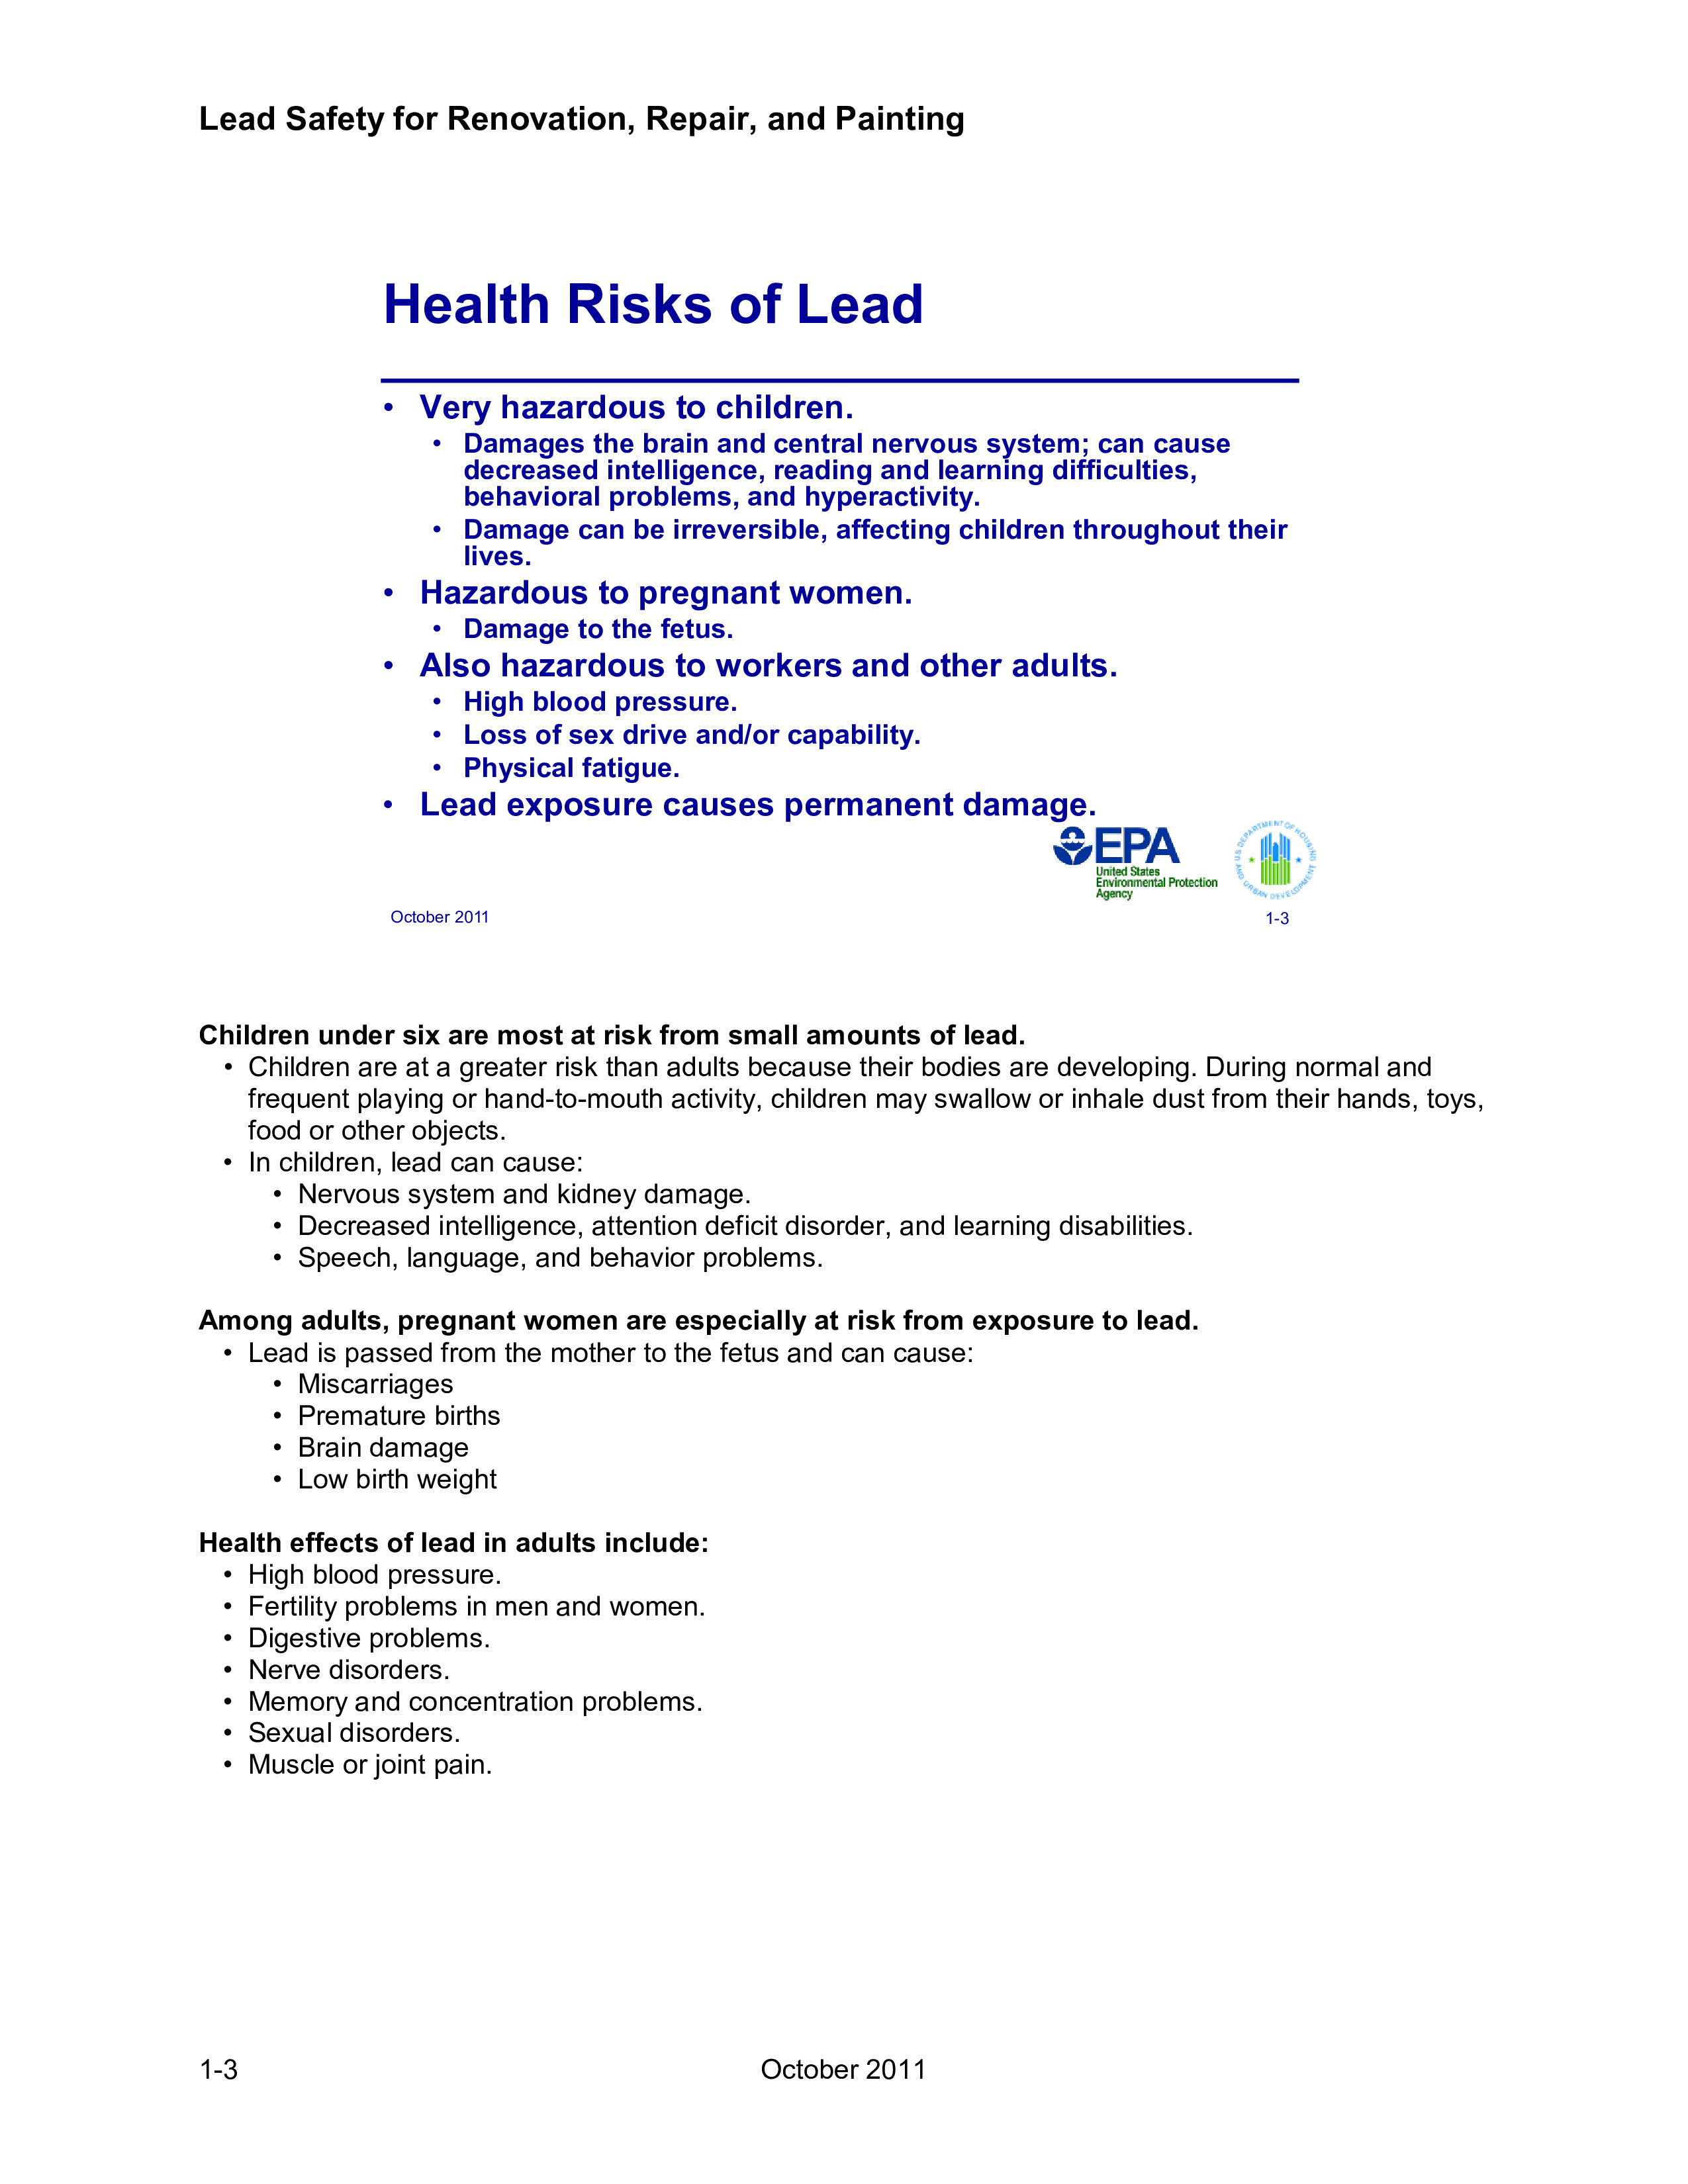 Lead Safety for Renovation, Repair, and Painting
Health Risks of Lead
• Very hazardous to children.
• Damages the brain and central nervous system; can cause
decreased intelligence, reading and learning difficulties,
behavioral problems, and hyperactivity.
• Damage can be irreversible, affecting children throughout their
lives.
• Hazardous to pregnant women.
• Damage to the fetus.
• Also hazardous to workers and other adults.
• High blood pressure.
• Loss of sex drive and/or capability.
• Physical fatigue.
• Lead exposure causes permanent damage.
EPA
United States
Environmental Protection
Agency
U.S. DEPARTMENT OF HOUSING AND URBAN DEVELOPMENT
October 2011
1-3
Children under six are most at risk from small amounts of lead.
• Children are at a greater risk than adults because their bodies are developing. During normal and
frequent playing or hand-to-mouth activity, children may swallow or inhale dust from their hands, toys,
food or other objects.
• In children, lead can cause:
• Nervous system and kidney damage.
• Decreased intelligence, attention deficit disorder, and learning disabilities.
• Speech, language, and behavior problems.
Among adults, pregnant women are especially at risk from exposure to lead.
• Lead is passed from the mother to the fetus and can cause:
• Miscarriages
• Premature births
• Brain damage
• Low birth weight
Health effects of lead in adults include:
• High blood pressure.
• Fertility problems in men and women.
• Digestive problems.
• Nerve disorders.
• Memory and concentration problems.
• Sexual disorders.
• Muscle or joint pain.
1-3
October 2011